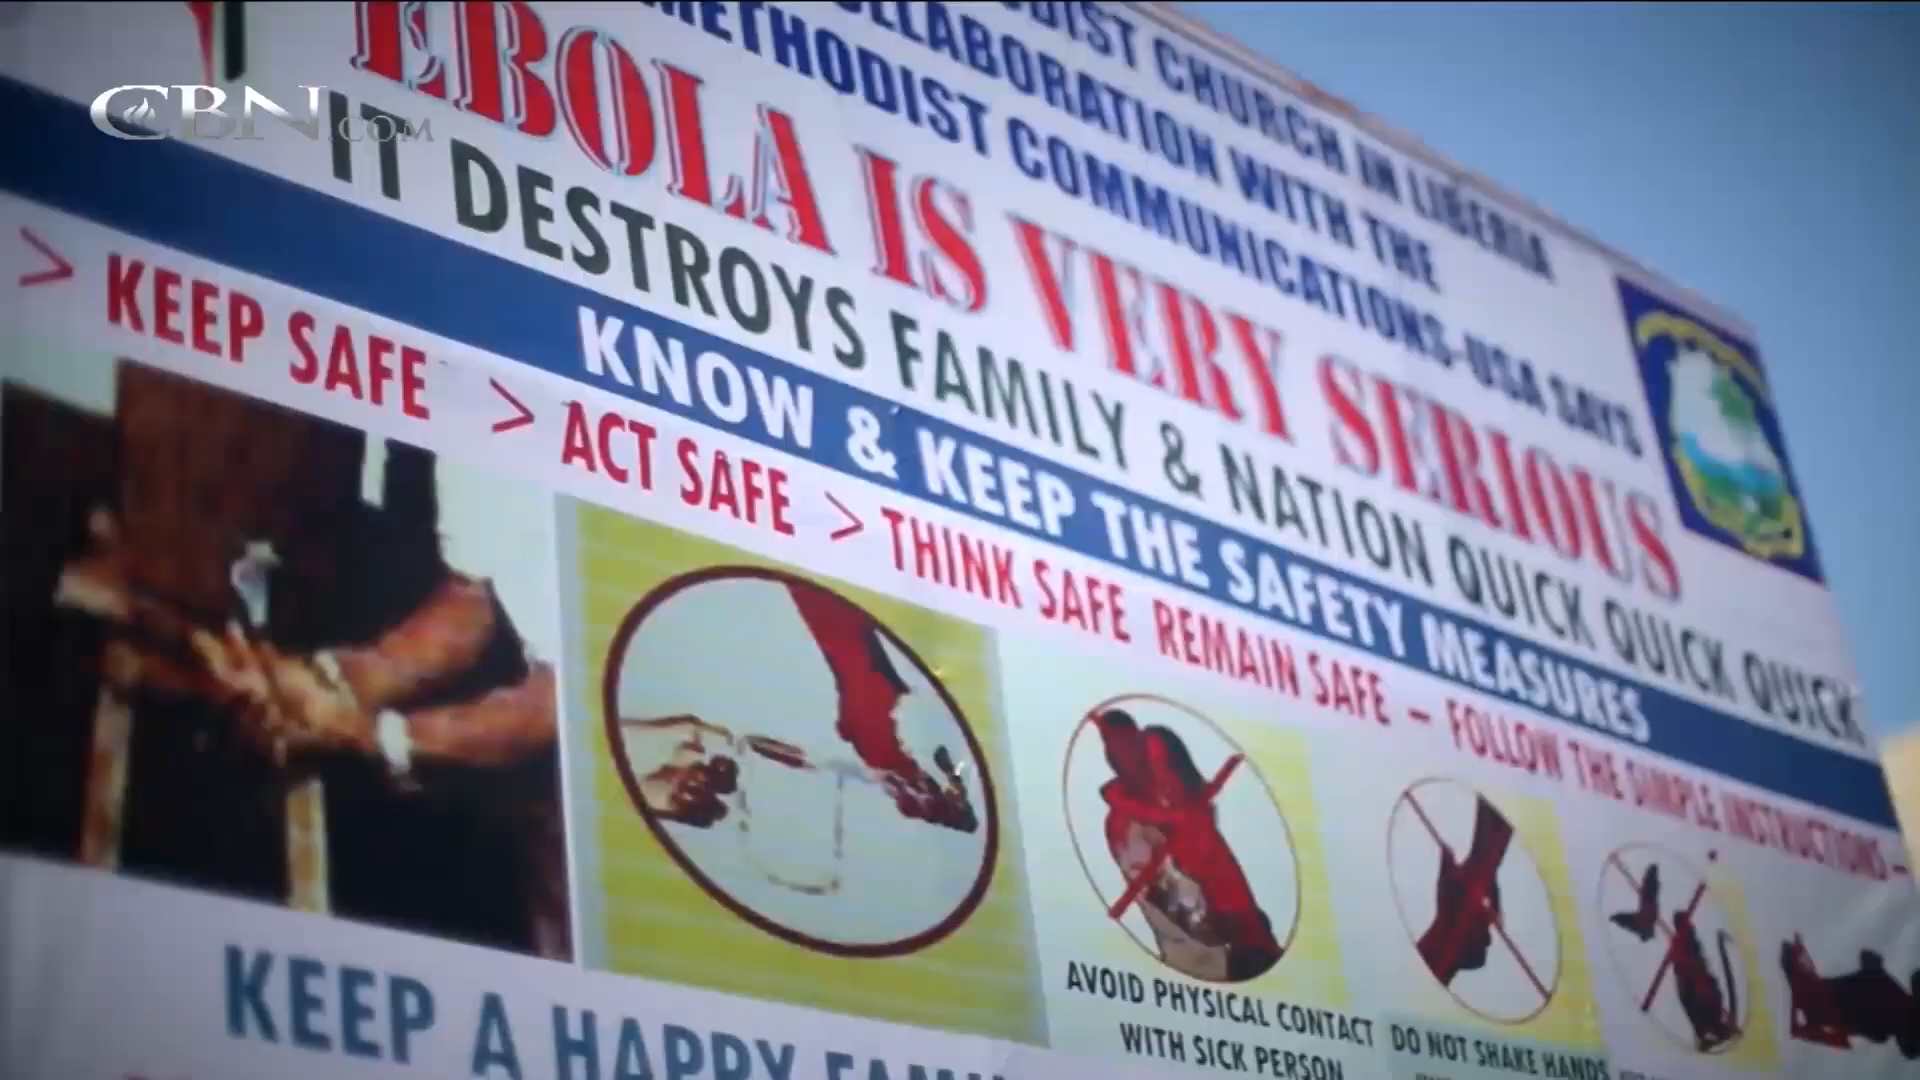 CBN.COM
DIST CHURCH IN LIBERIA
COLLABORATION WITH THE
METHODIST COMMUNICATIONS-USA SAYS
EBOLA IS VERY SERIOUS
IT DESTROYS FAMILY & NATION QUICK QUICK QUICK
KNOW & KEEP THE SAFETY MEASURES
> KEEP SAFE > ACT SAFE > THINK SAFE REMAIN SAFE – FOLLOW THE SIMPLE INSTRUCTIONS –
AVOID PHYSICAL CONTACT
WITH SICK PERSON
DO NOT SHAKE HANDS
KEEP A HAPPY